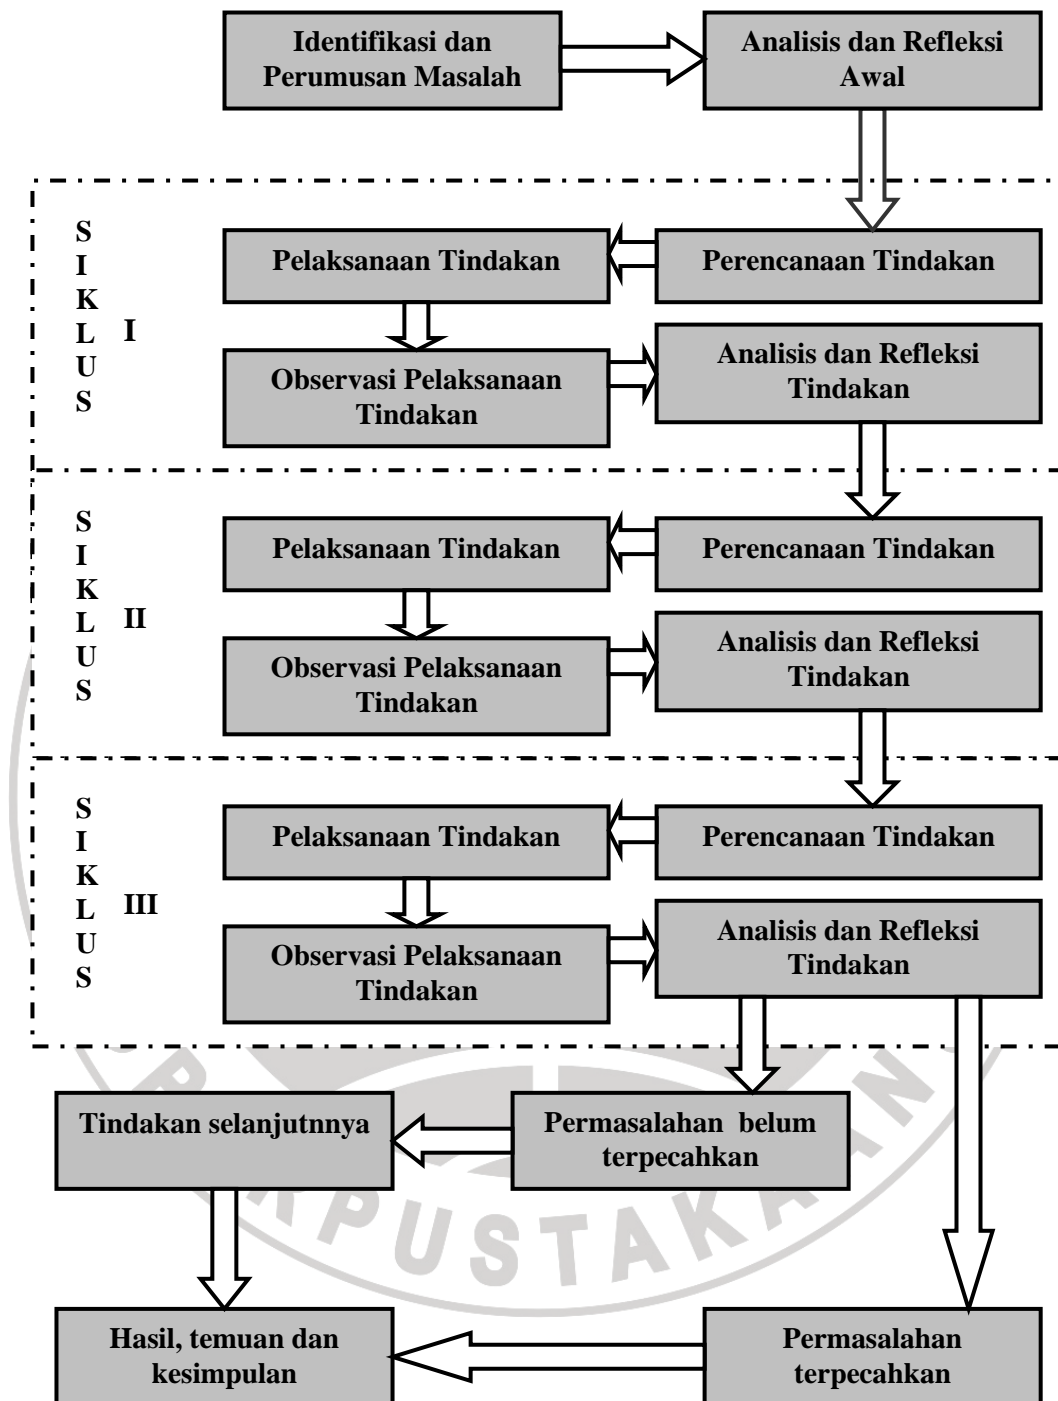 Identifikasi dan
Perumusan Masalah
Analisis dan Refleksi
Awal
S
I
K
L
U
S
I
Pelaksanaan Tindakan
Perencanaan Tindakan
Observasi Pelaksanaan
Tindakan
Analisis dan Refleksi
Tindakan
S
I
K
L
U
S
II
Pelaksanaan Tindakan
Perencanaan Tindakan
Observasi Pelaksanaan
Tindakan
Analisis dan Refleksi
Tindakan
S
I
K
L
U
S
III
Pelaksanaan Tindakan
Perencanaan Tindakan
Observasi Pelaksanaan
Tindakan
Analisis dan Refleksi
Tindakan
Tindakan selanjutnnya
Permasalahan belum
terpecahkan
Hasil, temuan dan
kesimpulan
Permasalahan
terpecahkan
PERPUSTAKAAN